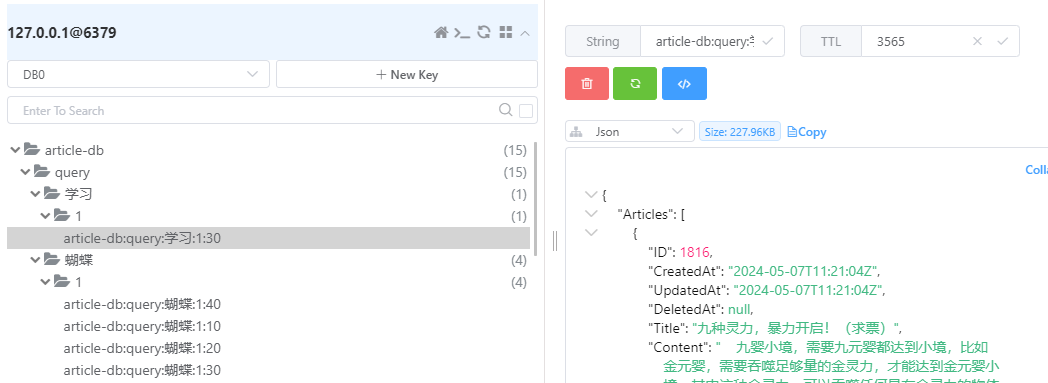 127.0.0.1@6379
DB0
New Key
Enter To Search
article-db (15)
query (15)
学习 (1)
1 (1)
article-db:query:学习:1:30
蝴蝶 (4)
1 (4)
article-db:query:蝴蝶:1:40
article-db:query:蝴蝶:1:10
article-db:query:蝴蝶:1:20
article-db:query:蝴蝶:1:30
String article-db:query:
TTL 3565
Json Size: 227.96KB Copy
Colla
{
"Articles": [
{
"ID": 1816,
"CreatedAt": "2024-05-07T11:21:04Z",
"UpdatedAt": "2024-05-07T11:21:04Z",
"DeletedAt": null,
"Title": "九种灵力，暴力开启！（求票）",
"Content": " 九婴小境，需要九元婴都达到小境，比如
金元婴，需要吞噬足够量的金灵力，才能达到金元婴小